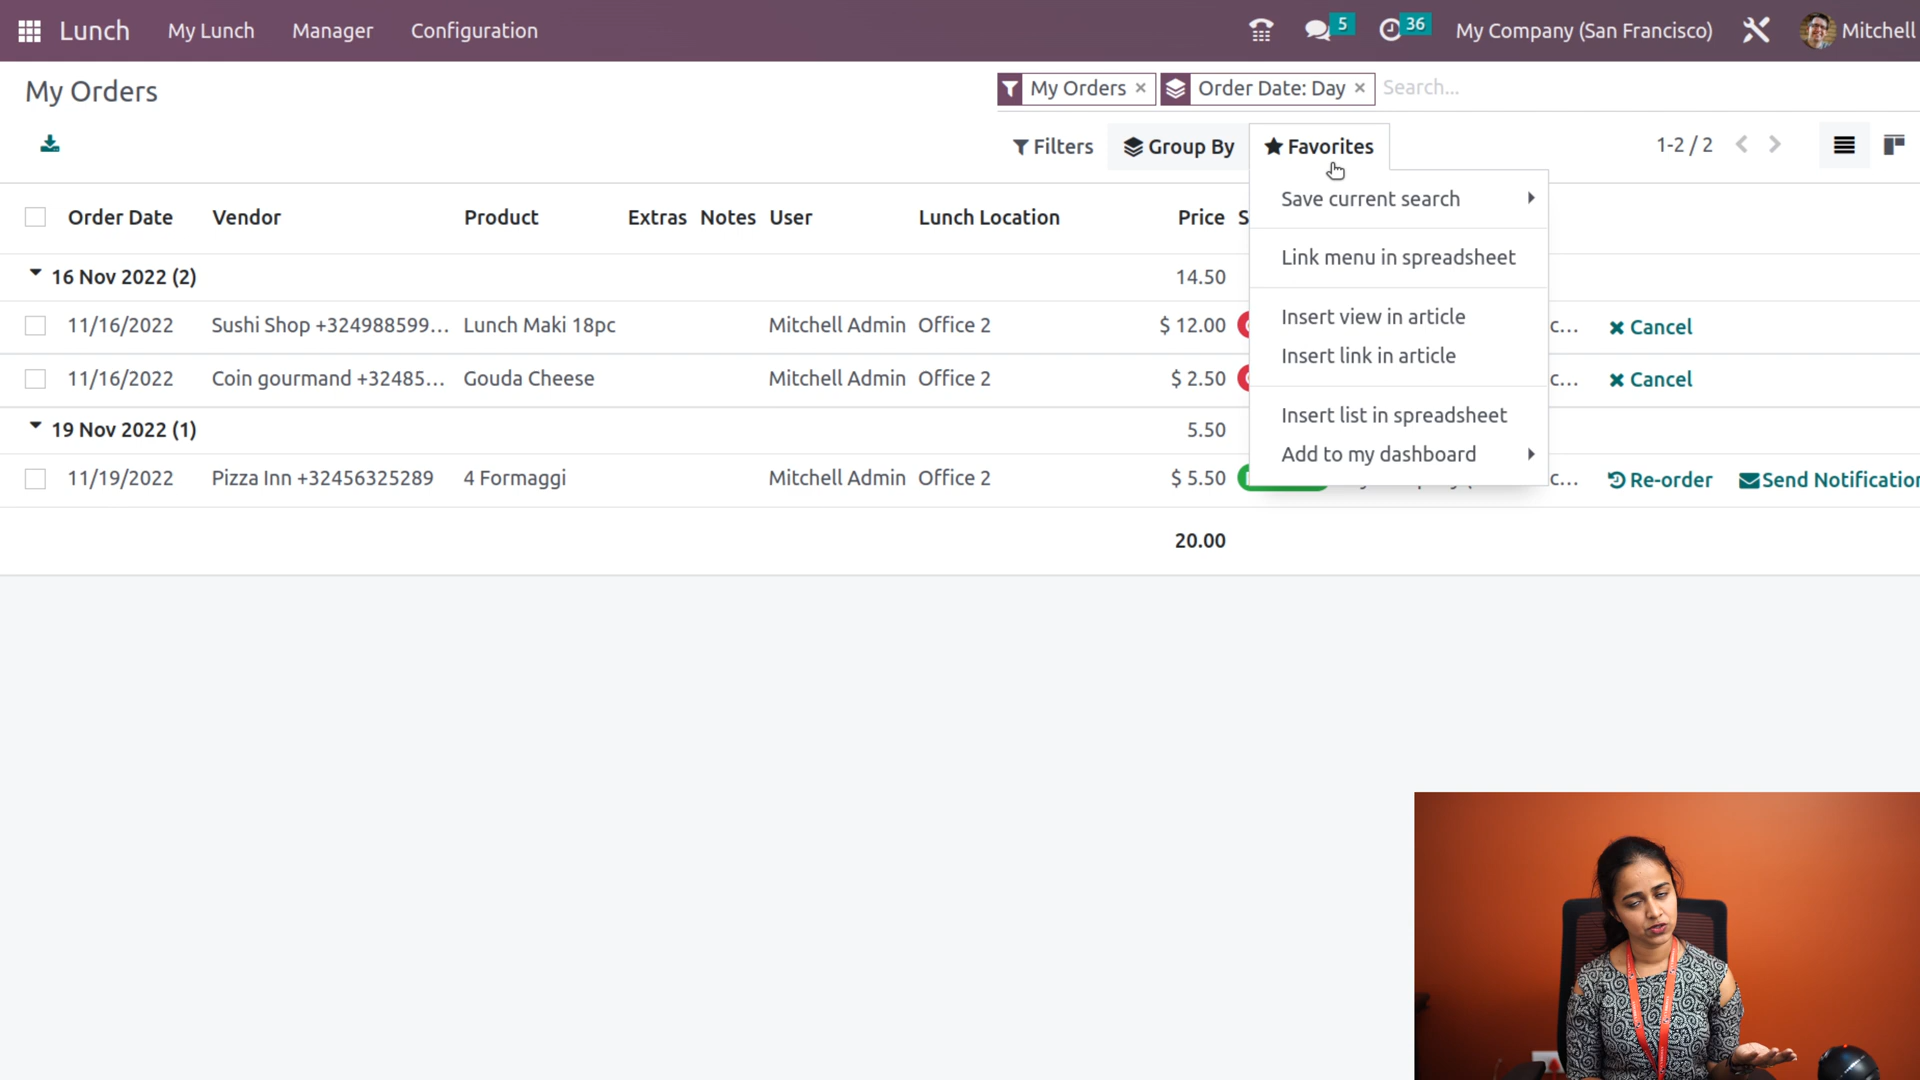 Lunch My Lunch Manager Configuration 5 36 My Company (San Francisco) Mitchell
My Orders
My Orders × Order Date: Day × Search...
Filters Group By Favorites 1-2 / 2
Save current search
Link menu in spreadsheet
Insert view in article
Insert link in article
Insert list in spreadsheet
Add to my dashboard
Order Date Vendor Product Extras Notes User Lunch Location Price S
16 Nov 2022 (2) 14.50
11/16/2022 Sushi Shop +324988599... Lunch Maki 18pc Mitchell Admin Office 2 $ 12.00 c... Cancel
11/16/2022 Coin gourmand +32485... Gouda Cheese Mitchell Admin Office 2 $ 2.50 c... Cancel
19 Nov 2022 (1) 5.50
11/19/2022 Pizza Inn +32456325289 4 Formaggi Mitchell Admin Office 2 $ 5.50 c... Re-order Send Notification
20.00